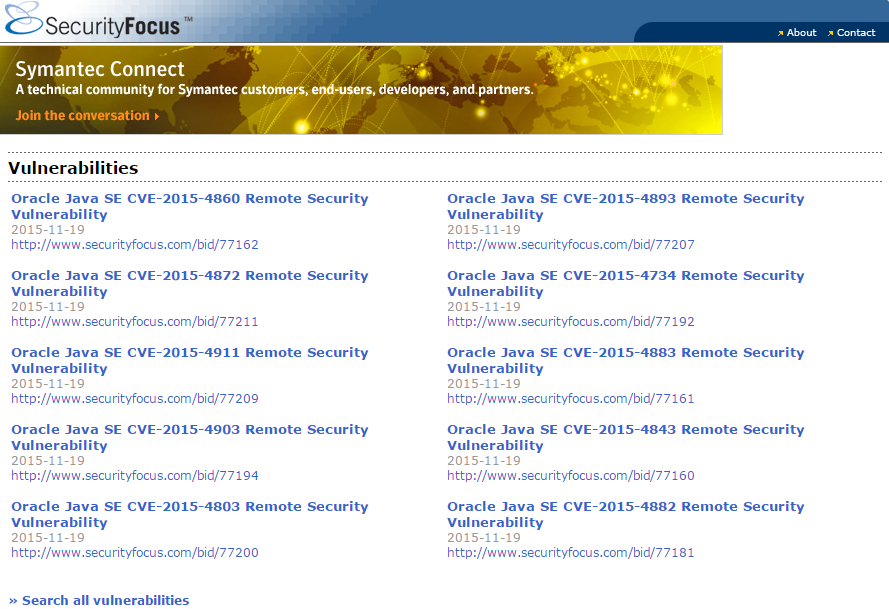 SecurityFocus™
About
Contact
Symantec Connect
A technical community for Symantec customers, end-users, developers, and partners.
Join the conversation
Vulnerabilities
Oracle Java SE CVE-2015-4860 Remote Security
Vulnerability
2015-11-19
http://www.securityfocus.com/bid/77162
Oracle Java SE CVE-2015-4893 Remote Security
Vulnerability
2015-11-19
http://www.securityfocus.com/bid/77207
Oracle Java SE CVE-2015-4872 Remote Security
Vulnerability
2015-11-19
http://www.securityfocus.com/bid/77211
Oracle Java SE CVE-2015-4734 Remote Security
Vulnerability
2015-11-19
http://www.securityfocus.com/bid/77192
Oracle Java SE CVE-2015-4911 Remote Security
Vulnerability
2015-11-19
http://www.securityfocus.com/bid/77209
Oracle Java SE CVE-2015-4883 Remote Security
Vulnerability
2015-11-19
http://www.securityfocus.com/bid/77161
Oracle Java SE CVE-2015-4903 Remote Security
Vulnerability
2015-11-19
http://www.securityfocus.com/bid/77194
Oracle Java SE CVE-2015-4843 Remote Security
Vulnerability
2015-11-19
http://www.securityfocus.com/bid/77160
Oracle Java SE CVE-2015-4803 Remote Security
Vulnerability
2015-11-19
http://www.securityfocus.com/bid/77200
Oracle Java SE CVE-2015-4882 Remote Security
Vulnerability
2015-11-19
http://www.securityfocus.com/bid/77181
» Search all vulnerabilities